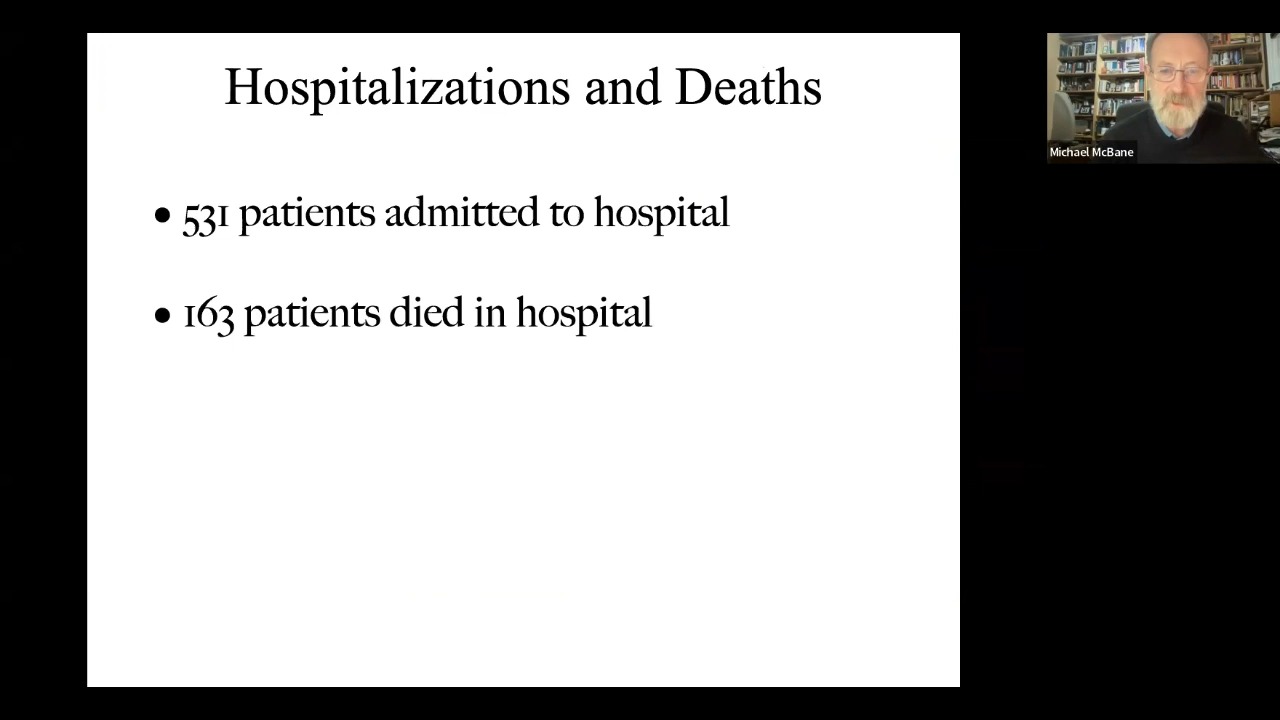 Hospitalizations and Deaths
• 531 patients admitted to hospital
• 163 patients died in hospital
Michael McBane